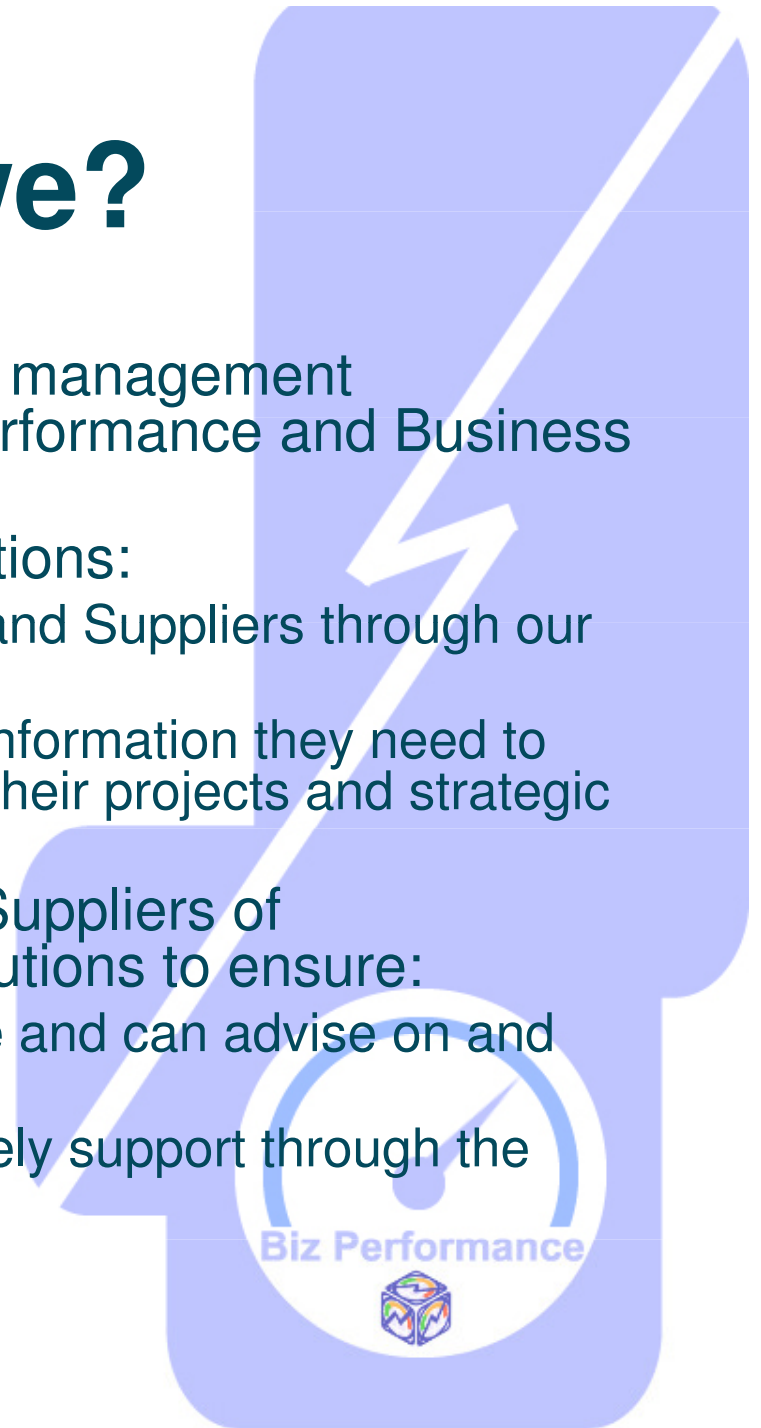 ve?
management
rformance and Business
tions:
and Suppliers through our
nformation they need to
heir projects and strategic
Suppliers of
utions to ensure:
e and can advise on and
ely support through the
Biz Performance